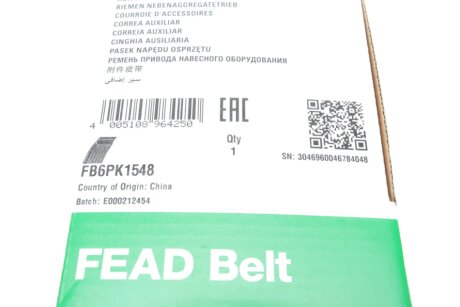 RIEMEN NEBENAGGREGATETRIEB
COURROIE D'ACCESSOIRES
CORREA AUXILIAR
CORREIA AUXILIAR
CINGHIA AUSILIARIA
PASEK NAPĘDU OSPRZĘTU
РЕМЕНЬ ПРИВОДА НАВЕСНОГО ОБОРУДОВАНИЯ
附件皮带
سير إضافي
EAC
4 005108 964250
Qty
1
SN: 3046960046784048
FB6PK1548
Country of Origin: China
Batch: E000212454
FEAD Belt